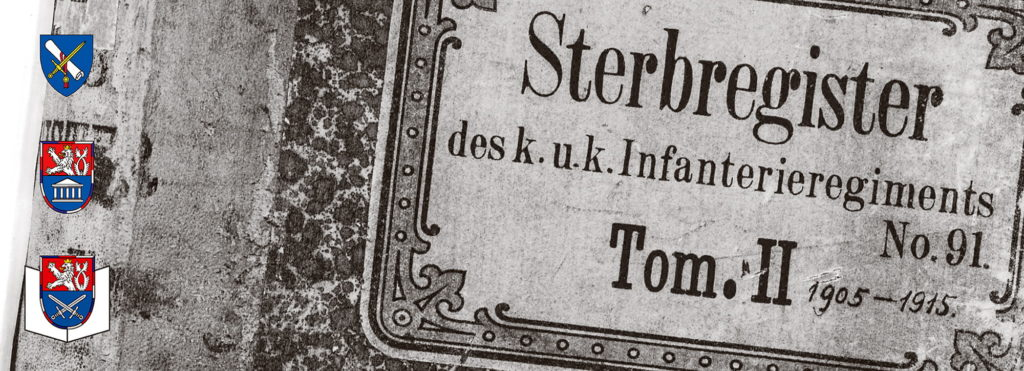 Sterbregister
des k. u. k. Infanterieregiments
No. 91.
Tom. II
1905 – 1915.